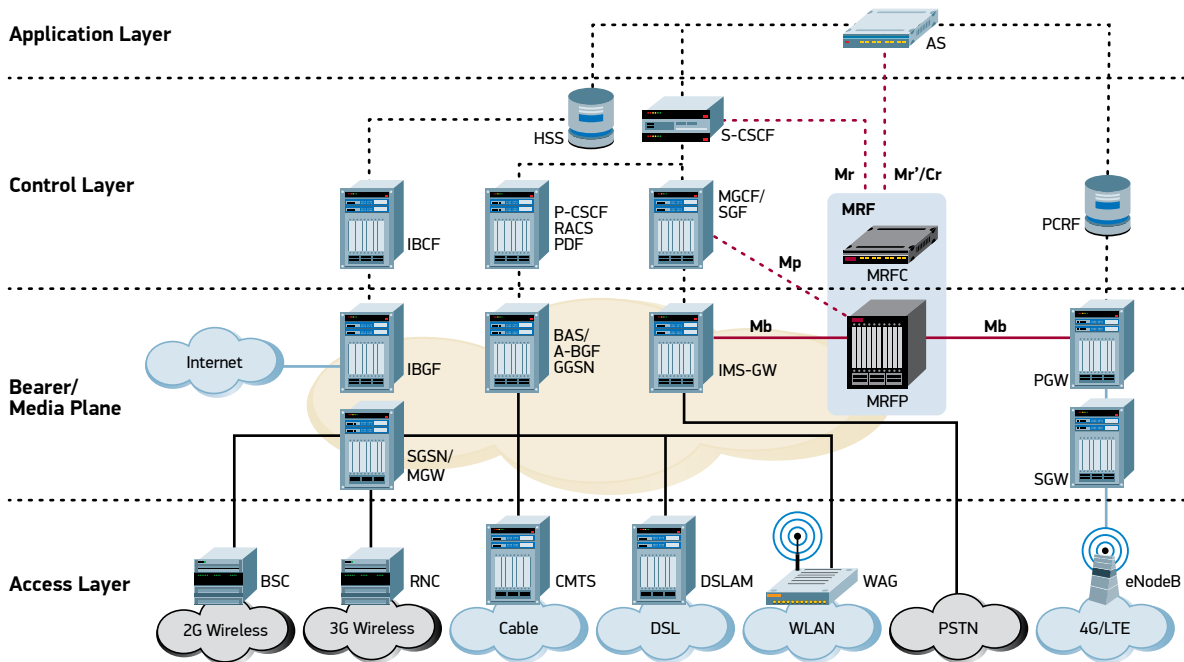 Application Layer
AS
HSS
S-CSCF
Control Layer
Mr
Mr’/Cr
IBCF
P-CSCF
RACS
PDF
MGCF/
SGF
MRF
MRFC
PCRF
Mp
Bearer/
Media Plane
Internet
IBGF
BAS/
A-BGF
GGSN
IMS-GW
Mb
MRFP
Mb
PGW
SGSN/
MGW
SGW
Access Layer
BSC
RNC
CMTS
DSLAM
WAG
eNodeB
2G Wireless
3G Wireless
Cable
DSL
WLAN
PSTN
4G/LTE